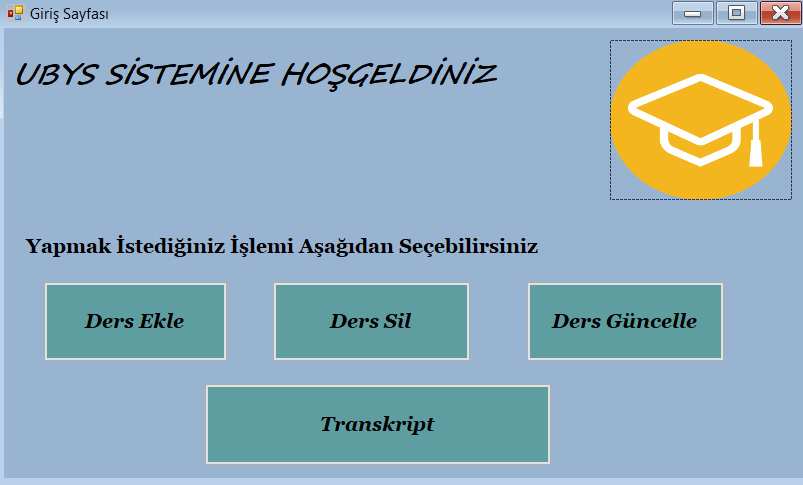 Giriş Sayfası
UBYS SİSTEMİNE HOŞGELDİNİZ
Yapmak İstediğiniz İşlemi Aşağıdan Seçebilirsiniz
Ders Ekle
Ders Sil
Ders Güncelle
Transkript